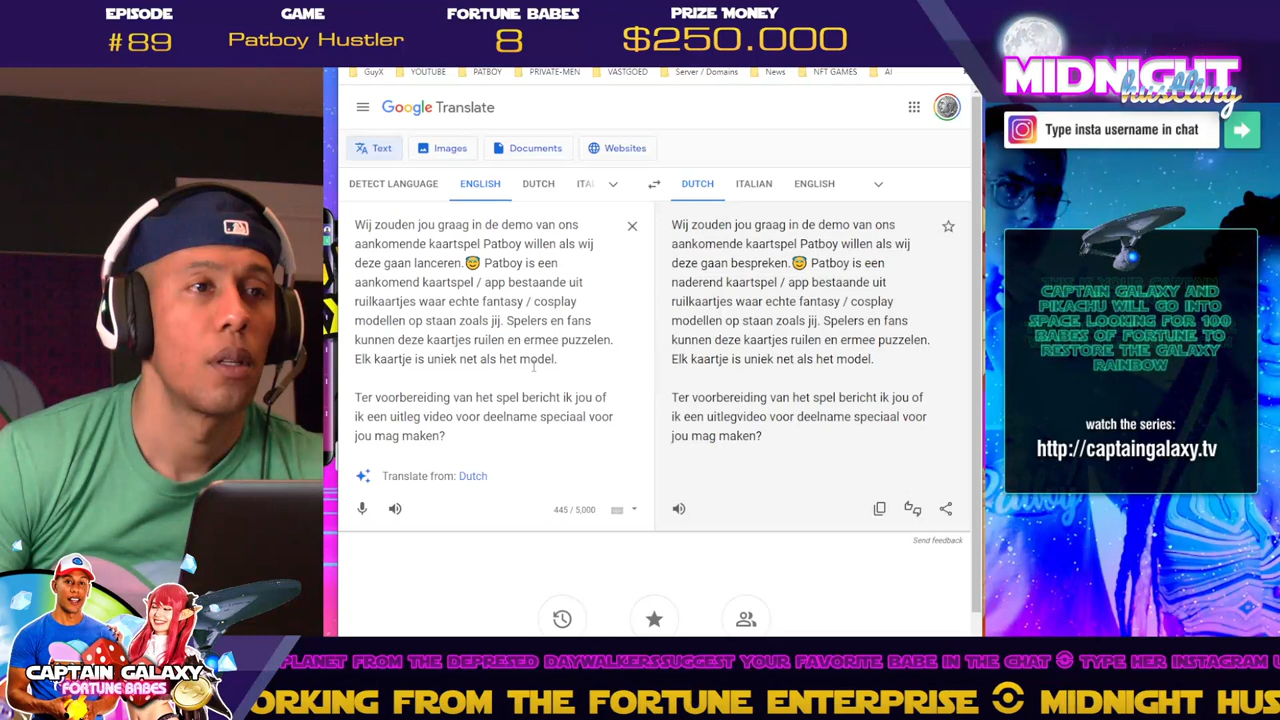 EPISODE
#89
GAME
Patboy Hustler
FORTUNE BABES
8
PRIZE MONEY
$250.000
MIDNIGHT
hustling
GuyX YOUTUBE PATBOY PRIVATE-MEN VASTGOED Server / Domains News NFT GAMES AI
Google Translate
Text Images Documents Websites
DETECT LANGUAGE ENGLISH DUTCH ITA
DUTCH ITALIAN ENGLISH
Wij zouden jou graag in de demo van ons
aankomende kaartspel Patboy willen als wij
deze gaan lanceren.😇 Patboy is een
aankomend kaartspel / app bestaande uit
ruilkaartjes waar echte fantasy / cosplay
modellen op staan zoals jij. Spelers en fans
kunnen deze kaartjes ruilen en ermee puzzelen.
Elk kaartje is uniek net als het model.
Ter voorbereiding van het spel bericht ik jou of
ik een uitleg video voor deelname speciaal voor
jou mag maken?
Translate from: Dutch
445 / 5,000
Wij zouden jou graag in de demo van ons
aankomende kaartspel Patboy willen als wij
deze gaan bespreken.😇 Patboy is een
naderend kaartspel / app bestaande uit
ruilkaartjes waar echte fantasy / cosplay
modellen op staan zoals jij. Spelers en fans
kunnen deze kaartjes ruilen en ermee puzzelen.
Elk kaartje is uniek net als het model.
Ter voorbereiding van het spel bericht ik jou of
ik een uitlegvideo voor deelname speciaal voor
jou mag maken?
Send feedback
Type insta username in chat
CAPTAIN GALAXY AND
PIKACHU WILL GO INTO
SPACE LOOKING FOR 100
BABES OF FORTUNE TO
RESTORE THE GALAXY
RAINBOW
watch the series:
http://captaingalaxy.tv
CAPTAIN GALAXY
FORTUNE BABES
PLANET FROM THE DEPRESED DAYWALKERS SUGGEST YOUR FAVORITE BABE IN THE CHAT TYPE HER INSTAGRAM U
ORKING FROM THE FORTUNE ENTERPRISE MIDNIGHT HUS